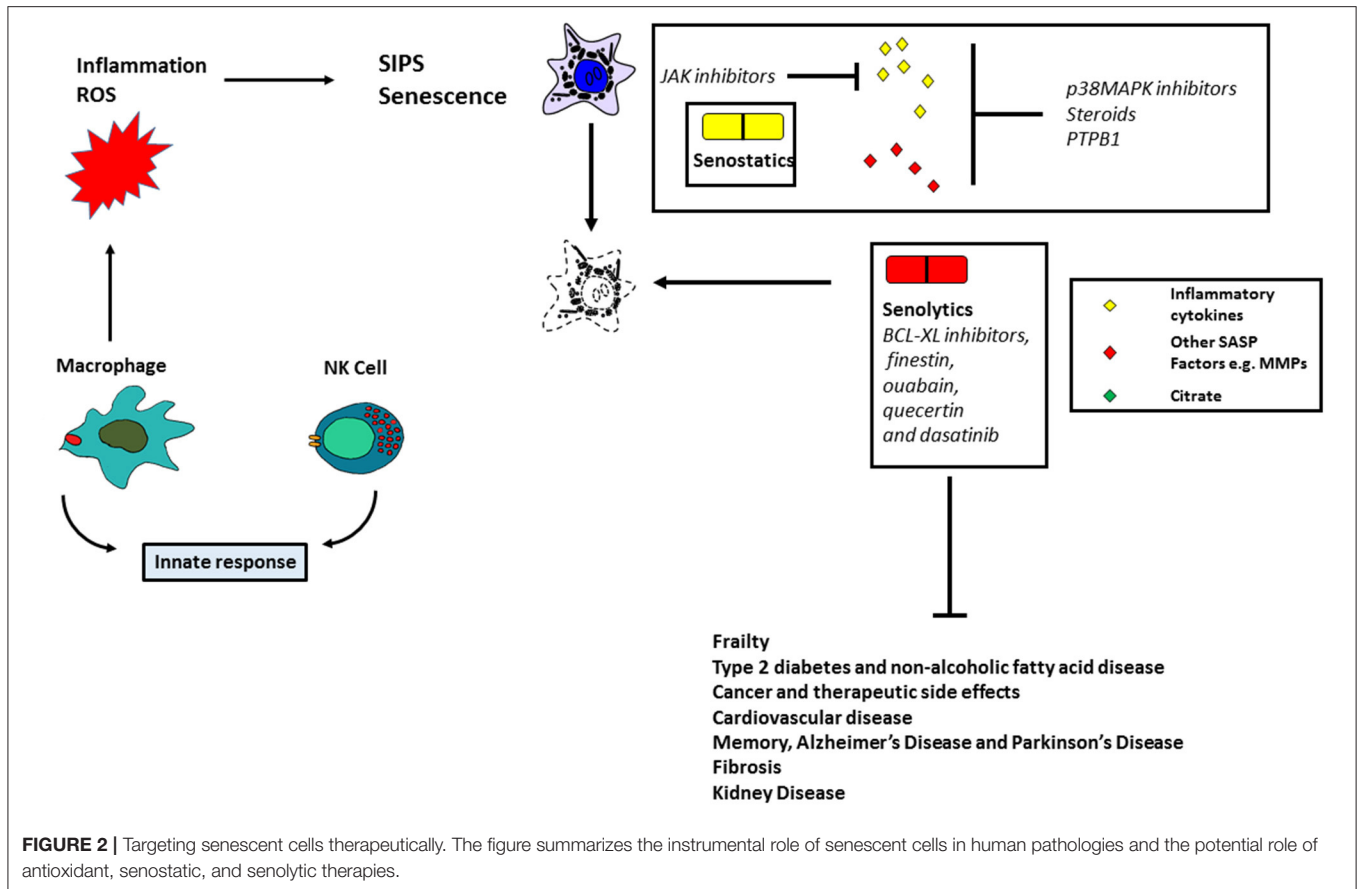 Inflammation
ROS
SIPS
Senescence
JAK inhibitors
Senostatics
p38MAPK inhibitors
Steroids
PTPB1
Macrophage
NK Cell
Innate response
Senolytics
BCL-XL inhibitors,
finestin,
ouabain,
quecertin
and dasatinib
Inflammatory
cytokines
Other SASP
Factors e.g. MMPs
Citrate
Frailty
Type 2 diabetes and non-alcoholic fatty acid disease
Cancer and therapeutic side effects
Cardiovascular disease
Memory, Alzheimer's Disease and Parkinson's Disease
Fibrosis
Kidney Disease
FIGURE 2 | Targeting senescent cells therapeutically. The figure summarizes the instrumental role of senescent cells in human pathologies and the potential role of
antioxidant, senostatic, and senolytic therapies.